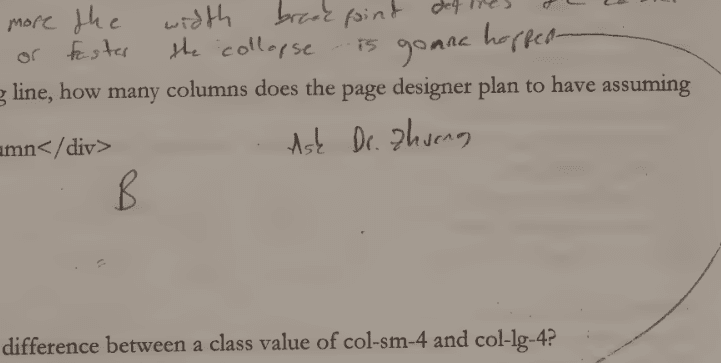 more the width break point defines
or faster the collapse is gonna happen
g line, how many columns does the page designer plan to have assuming
umn</div>
Ask Dr. Zhuang
B
difference between a class value of col-sm-4 and col-lg-4?